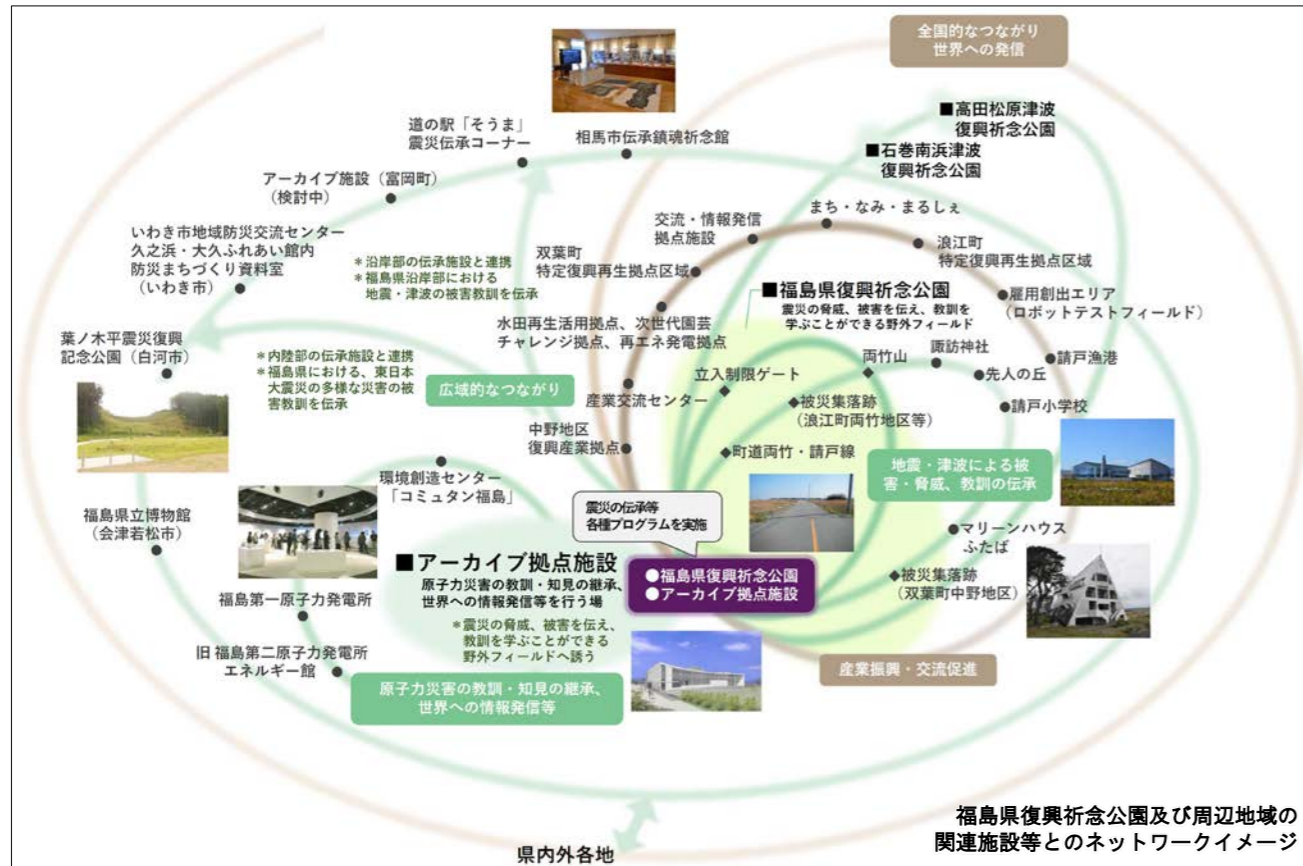 全国的なつながり
世界への発信
■高田松原津波
復興祈念公園
■石巻南浜津波
復興祈念公園
道の駅「そうま」
震災伝承コーナー
相馬市伝承鎮魂祈念館
アーカイブ施設（富岡町）
（検討中）
いわき市地域防災交流センター
久之浜・大久ふれあい館内
防災まちづくり資料室
（いわき市）
＊沿岸部の伝承施設と連携
＊福島県沿岸部における
地震・津波の被害教訓を伝承
双葉町
特定復興再生拠点区域
交流・情報発信
拠点施設
まち・なみ・まるしぇ
浪江町
特定復興再生拠点区域
■福島県復興祈念公園
震災の脅威、被害を伝え、教訓を
学ぶことができる野外フィールド
雇用創出エリア
（ロボットテストフィールド）
水田再生活用拠点、次世代園芸
チャレンジ拠点、再エネ発電拠点
葉ノ木平震災復興
記念公園（白河市）
＊内陸部の伝承施設と連携
＊福島県における、東日本
大震災の多様な災害の被
害教訓を伝承
広域的なつながり
産業交流センター
立入制限ゲート
両竹山
諏訪神社
請戸漁港
先人の丘
請戸小学校
被災集落跡
（浪江町両竹地区等）
中野地区
復興産業拠点
町道両竹・請戸線
地震・津波による被
害・脅威、教訓の伝承
環境創造センター
「コミュタン福島」
福島県立博物館
（会津若松市）
震災の伝承等
各種プログラムを実施
マリーンハウス
ふたば
■アーカイブ拠点施設
原子力災害の教訓・知見の継承、
世界への情報発信等を行う場
●福島県復興祈念公園
●アーカイブ拠点施設
被災集落跡
（双葉町中野地区）
福島第一原子力発電所
＊震災の脅威、被害を伝え、
教訓を学ぶことができる
野外フィールドへ誘う
旧 福島第二原子力発電所
エネルギー館
原子力災害の教訓・知見の継承、
世界への情報発信等
産業振興・交流促進
県内外各地
福島県復興祈念公園及び周辺地域の
関連施設等とのネットワークイメージ